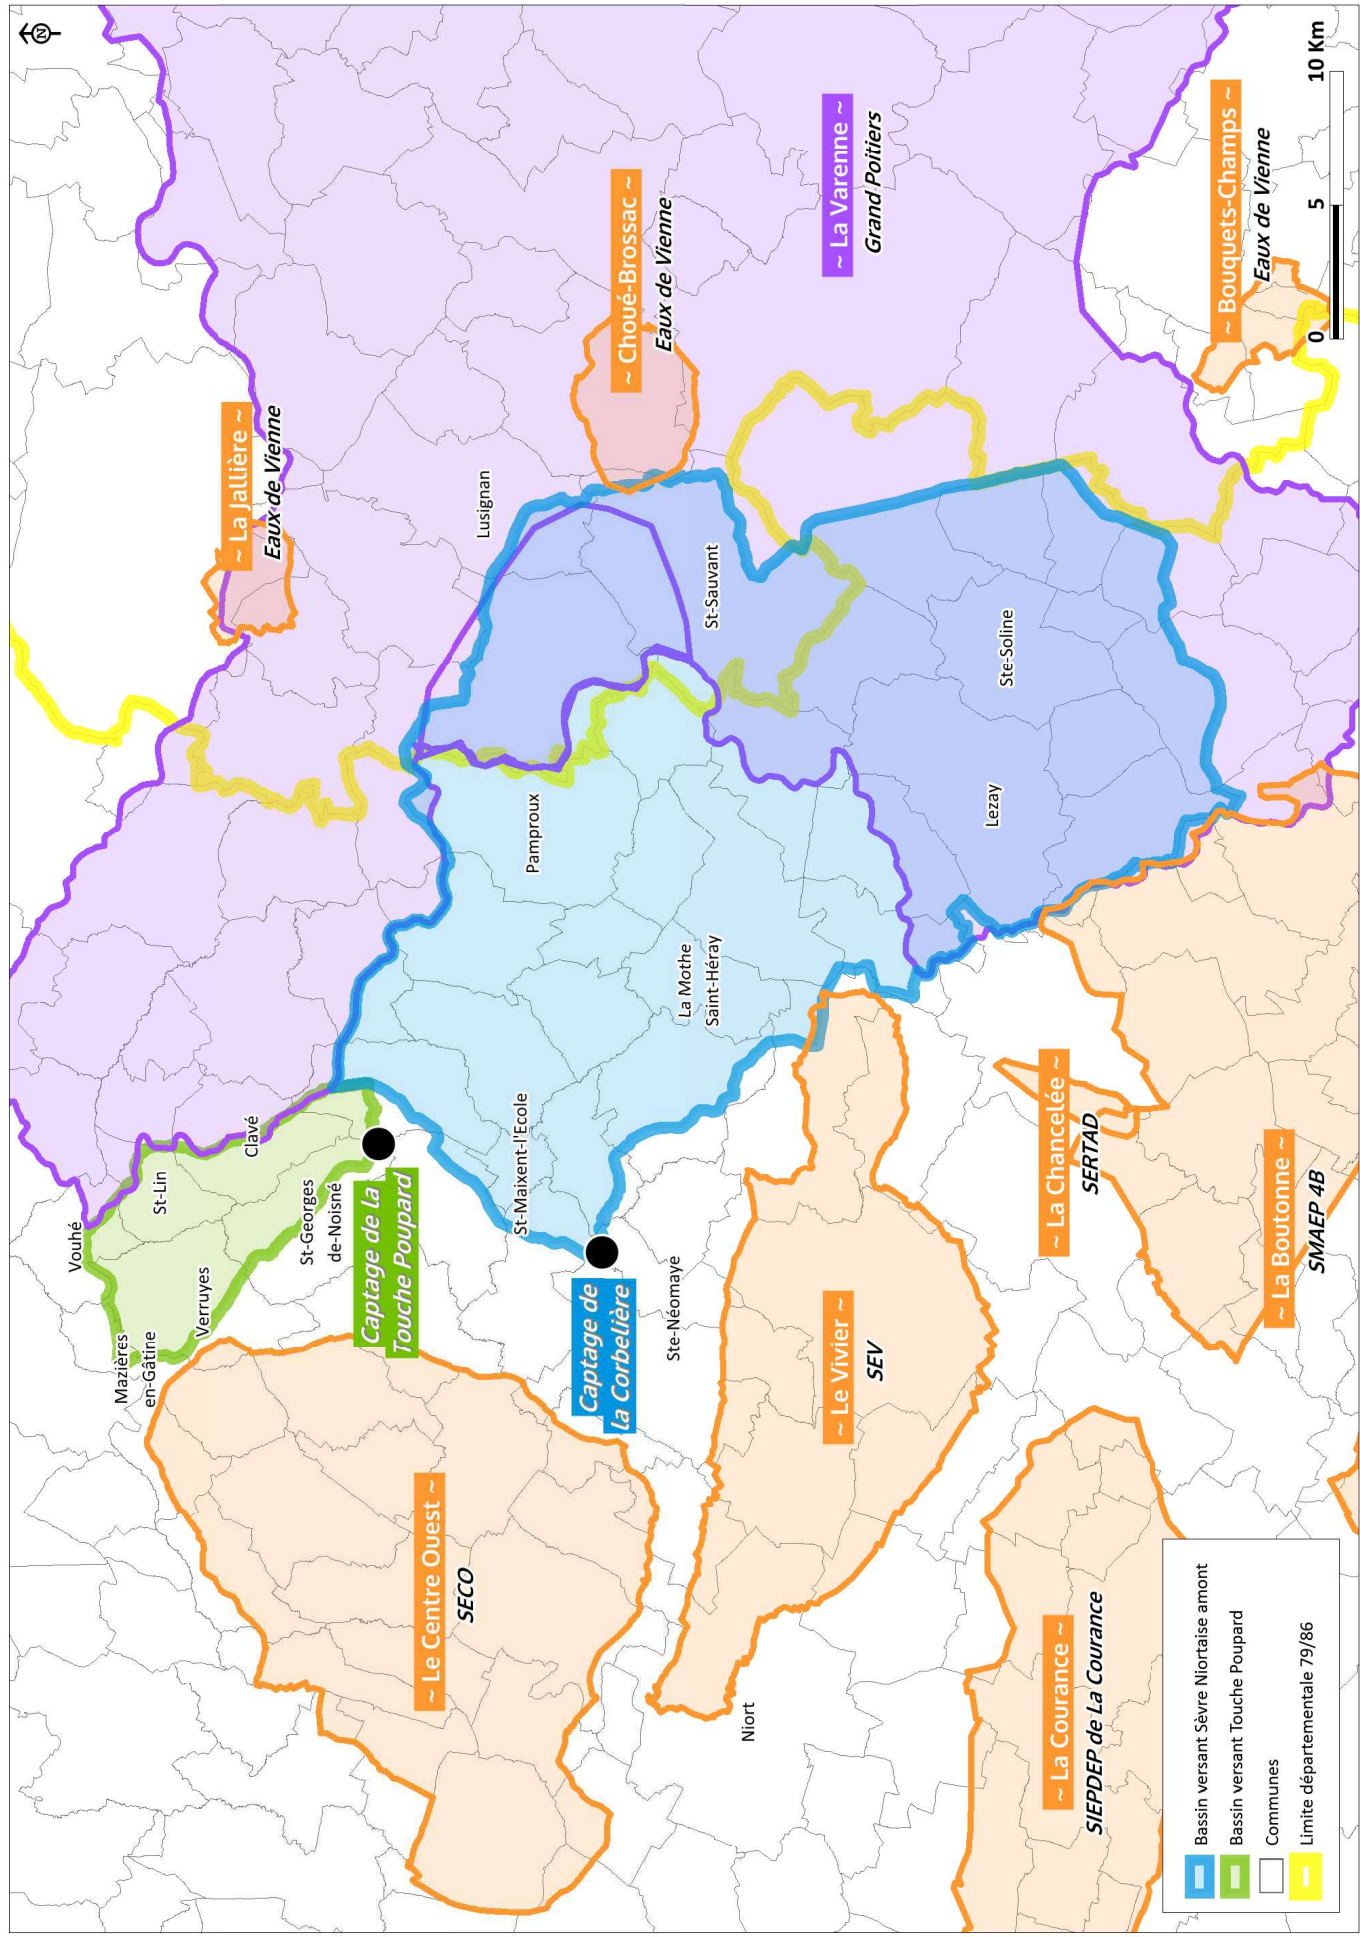 N
Vouhé
Mazières
en-Gâtine
St-Lin
Verruyes
Clavé
St-Georges
de-Noisné
Captage de la
Touche Poupard
~ La Jallière ~
Eaux de Vienne
~ Le Centre Ouest ~
SECO
Lusignan
St-Maixent-l'Ecole
Pamproux
Captage de
la Corbelière
Ste-Néomaye
~ Choué-Brossac ~
Eaux de Vienne
La Mothe
Saint-Héray
St-Sauvant
Niort
~ Le Vivier ~
SEV
~ La Varenne ~
Grand Poitiers
Lezay
Ste-Soline
~ La Courance ~
SIEPDEP de La Courance
~ La Chancelée ~
SERTAD
~ La Boutonne ~
SMAEP 4B
~ Bouquets-Champs ~
Eaux de Vienne
Bassin versant Sèvre Niortaise amont
Bassin versant Touche Poupard
Communes
Limite départementale 79/86
0 5 10 Km